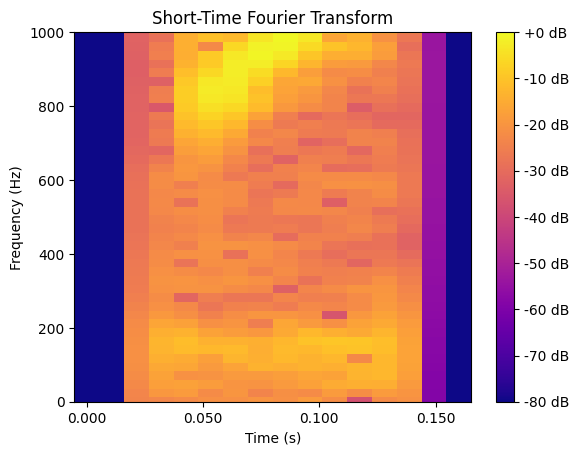 Short-Time Fourier Transform
1000
800
600
400
200
0
Frequency (Hz)
0.000
0.050
0.100
0.150
Time (s)
+0 dB
-10 dB
-20 dB
-30 dB
-40 dB
-50 dB
-60 dB
-70 dB
-80 dB